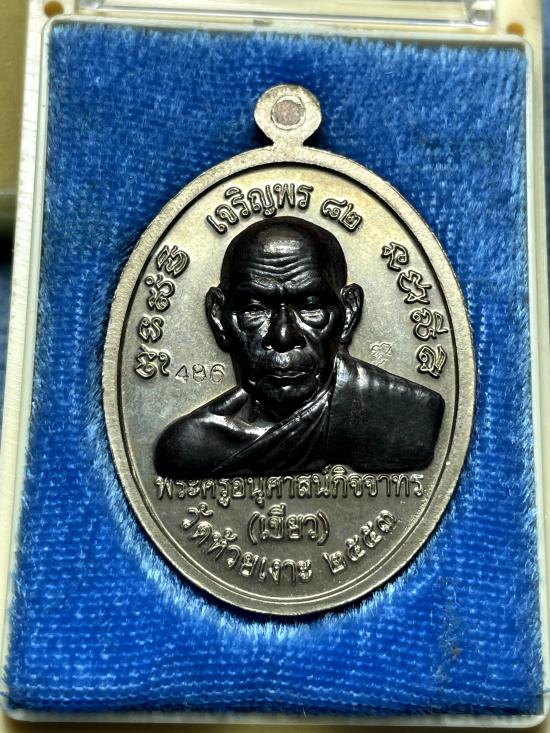 เจริญพร ๘๒
486
พระครูอนุศาสน์กิจจาทร
(เขียว)
วัดห้วยเงาะ ๒๕๕๓